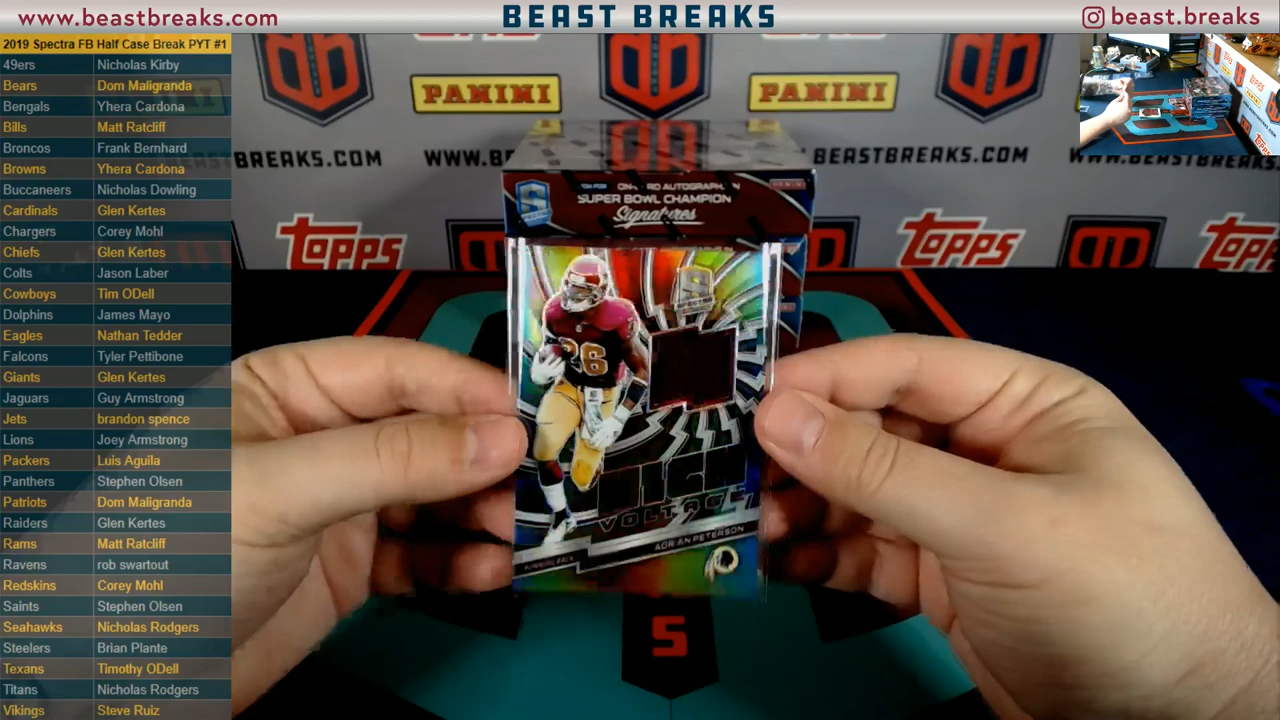 www.beastbreaks.com
BEAST BREAKS
beast.breaks
2019 Spectra FB Half Case Break PYT #1
49ers Nicholas Kirby
Bears Dom Maligranda
Bengals Yhera Cardona
Bills Matt Ratcliff
Broncos Frank Bernhard
Browns Yhera Cardona
Buccaneers Nicholas Dowling
Cardinals Glen Kertes
Chargers Corey Mohl
Chiefs Glen Kertes
Colts Jason Laber
Cowboys Tim ODell
Dolphins James Mayo
Eagles Nathan Tedder
Falcons Tyler Pettibone
Giants Glen Kertes
Jaguars Guy Armstrong
Jets brandon spence
Lions Joey Armstrong
Packers Luis Aguila
Panthers Stephen Olsen
Patriots Dom Maligranda
Raiders Glen Kertes
Rams Matt Ratcliff
Ravens rob swartout
Redskins Corey Mohl
Saints Stephen Olsen
Seahawks Nicholas Rodgers
Steelers Brian Plante
Texans Timothy ODell
Titans Nicholas Rodgers
Vikings Steve Ruiz
PANINI
PANINI
BEASTBREAKS.COM
WWW.
BEASTBREAKS.COM
WWW.BEASTBREAKS
TOPPS
TOPPS
TOPPS
SUPER BOWL CHAMPION
Signatures
SPECTRA
26
HIGH
VOLTAGE
ADRIAN PETERSON
RUNNING BACK
S